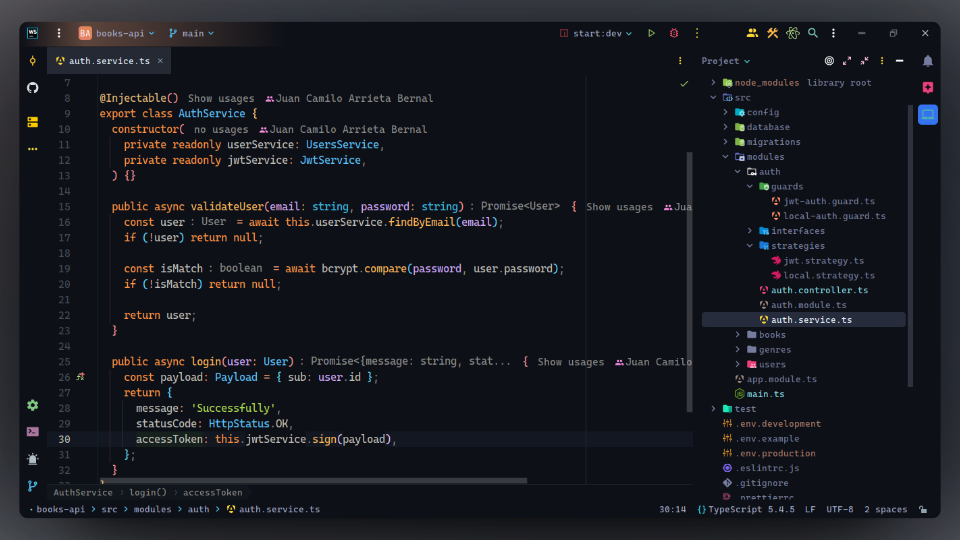 WS
BA books-api
main
start:dev
auth.service.ts ×
Project
7
8 @Injectable() Show usages Juan Camilo Arrieta Bernal
9 export class AuthService {
10 constructor( no usages Juan Camilo Arrieta Bernal
11 private readonly userService: UsersService,
12 private readonly jwtService: JwtService,
13 ) {}
14
15 public async validateUser(email: string, password: string) : Promise<User> { Show usages Jua
16 const user : User = await this.userService.findByEmail(email);
17 if (!user) return null;
18
19 const isMatch : boolean = await bcrypt.compare(password, user.password);
20 if (!isMatch) return null;
21
22 return user;
23 }
24
25 public async login(user: User) : Promise<{message: string, stat... { Show usages Juan Camilo
26 const payload: Payload = { sub: user.id };
27 return {
28 message: 'Successfully',
29 statusCode: HttpStatus.OK,
30 accessToken: this.jwtService.sign(payload),
31 };
32 }
33 }
node_modules library root
src
config
database
migrations
modules
auth
guards
jwt-auth.guard.ts
local-auth.guard.ts
interfaces
strategies
jwt.strategy.ts
local.strategy.ts
auth.controller.ts
auth.module.ts
auth.service.ts
books
genres
users
app.module.ts
main.ts
test
.env.development
.env.example
.env.production
.eslintrc.js
.gitignore
.prettierrc
AuthService › login() › accessToken
books-api › src › modules › auth › auth.service.ts
30:14 {} TypeScript 5.4.5 LF UTF-8 2 spaces